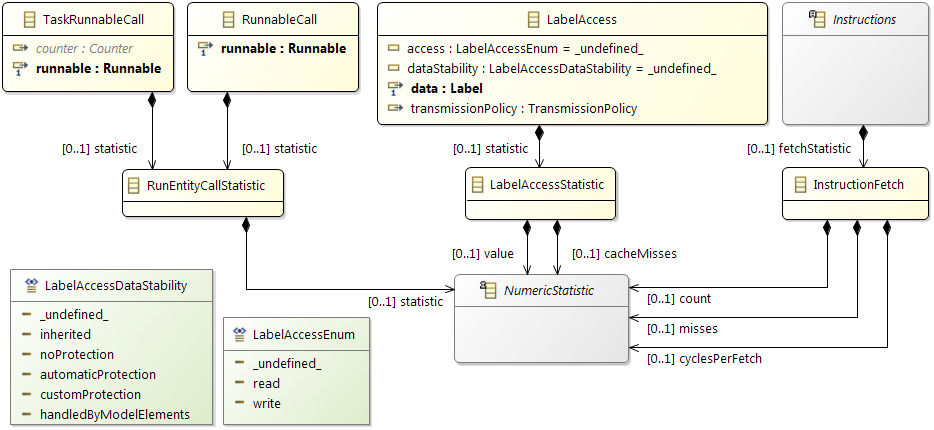 TaskRunnableCall
counter : Counter
runnable : Runnable
RunnableCall
runnable : Runnable
1
LabelAccess
access : LabelAccessEnum = _undefined_
dataStability : LabelAccessDataStability = _undefined_
data : Label
1
transmissionPolicy : TransmissionPolicy
Instructions
1
[0..1] statistic
[0..1] statistic
[0..1] statistic
[0..1] fetchStatistic
RunEntityCallStatistic
LabelAccessStatistic
InstructionFetch
[0..1] value
[0..1] cacheMisses
[0..1] statistic
NumericStatistic
[0..1] count
[0..1] misses
[0..1] cyclesPerFetch
LabelAccessDataStability
_undefined_
inherited
noProtection
automaticProtection
customProtection
handledByModelElements
LabelAccessEnum
_undefined_
read
write